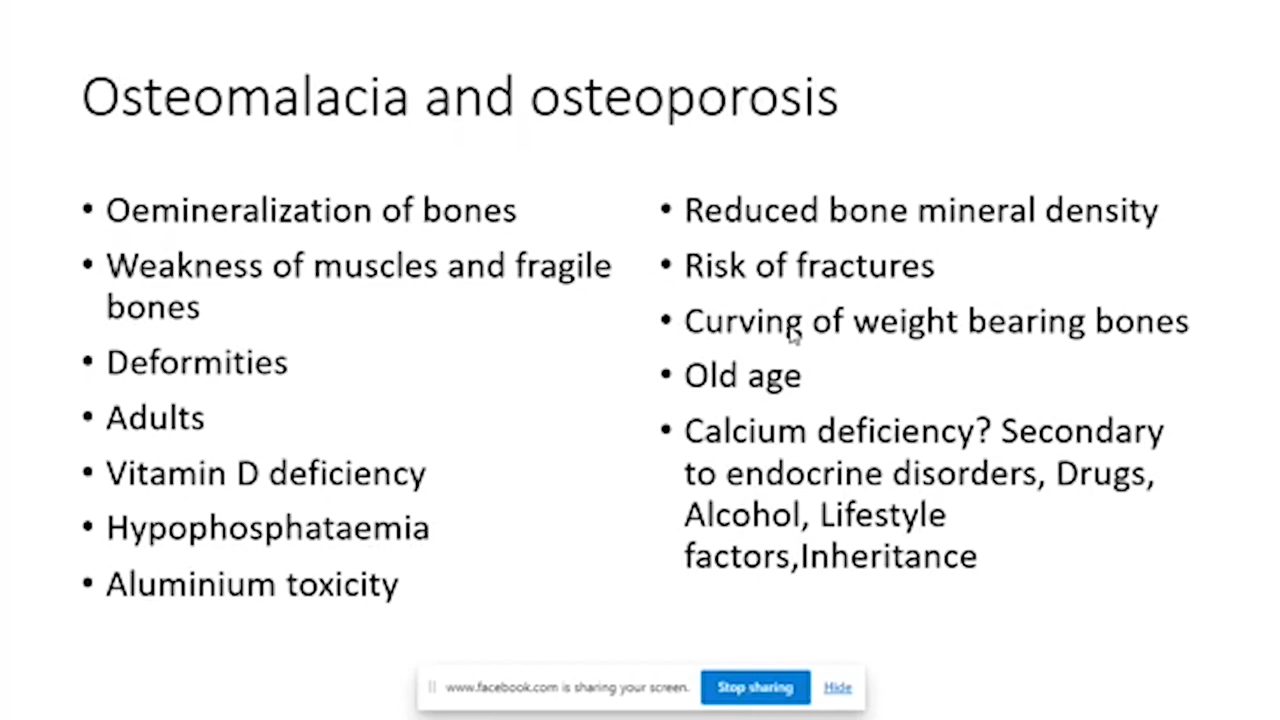 Osteomalacia and osteoporosis
• Oemineralization of bones
• Weakness of muscles and fragile
bones
• Deformities
• Adults
• Vitamin D deficiency
• Hypophosphataemia
• Aluminium toxicity
• Reduced bone mineral density
• Risk of fractures
• Curving of weight bearing bones
• Old age
• Calcium deficiency? Secondary
to endocrine disorders, Drugs,
Alcohol, Lifestyle
factors,Inheritance
www.facebook.com is sharing your screen.
Stop sharing
Hide